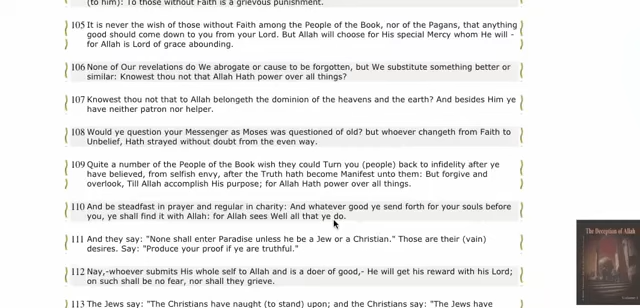 (to him): To those without Faith is a grievous punishment.
105 It is never the wish of those without Faith among the People of the Book, nor of the Pagans, that anything
good should come down to you from your Lord. But Allah will choose for His special Mercy whom He will -
for Allah is Lord of grace abounding.
106 None of Our revelations do We abrogate or cause to be forgotten, but We substitute something better or
similar: Knowest thou not that Allah Hath power over all things?
107 Knowest thou not that to Allah belongeth the dominion of the heavens and the earth? And besides Him ye
have neither patron nor helper.
108 Would ye question your Messenger as Moses was questioned of old? but whoever changeth from Faith to
Unbelief, Hath strayed without doubt from the even way.
109 Quite a number of the People of the Book wish they could Turn you (people) back to infidelity after ye
have believed, from selfish envy, after the Truth hath become Manifest unto them: But forgive and
overlook, Till Allah accomplish His purpose; for Allah Hath power over all things.
110 And be steadfast in prayer and regular in charity: And whatever good ye send forth for your souls before
you, ye shall find it with Allah: for Allah sees Well all that ye do.
111 And they say: "None shall enter Paradise unless he be a Jew or a Christian." Those are their (vain)
desires. Say: "Produce your proof if ye are truthful."
112 Nay,-whoever submits His whole self to Allah and is a doer of good,- He will get his reward with his Lord;
on such shall be no fear, nor shall they grieve.
113 The Jews say: "The Christians have naught (to stand) upon; and the Christians say: "The Jews have
The Deception of Allah